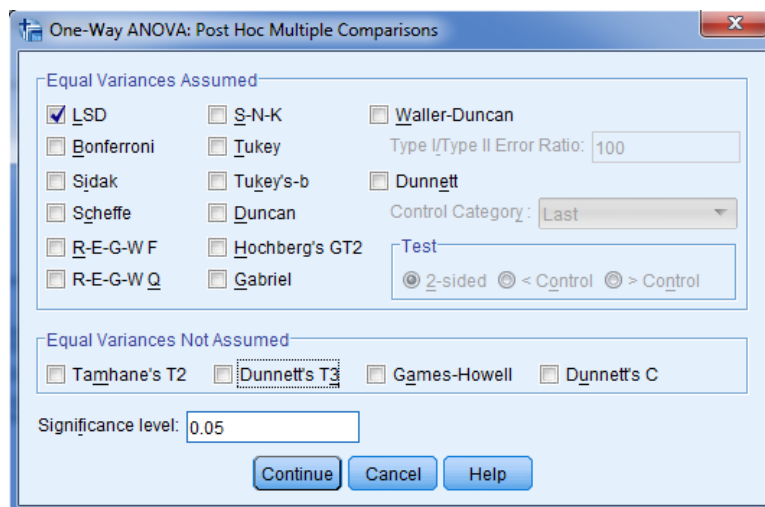 One-Way ANOVA: Post Hoc Multiple Comparisons
Equal Variances Assumed
LSD S-N-K Waller-Duncan
Bonferroni Tukey Type I/Type II Error Ratio: 100
Sidak Tukey's-b Dunnett
Scheffe Duncan Control Category : Last
R-E-G-W F Hochberg's GT2 Test
R-E-G-W Q Gabriel 2-sided < Control > Control
Equal Variances Not Assumed
Tamhane's T2 Dunnett's T3 Games-Howell Dunnett's C
Significance level: 0.05
Continue Cancel Help